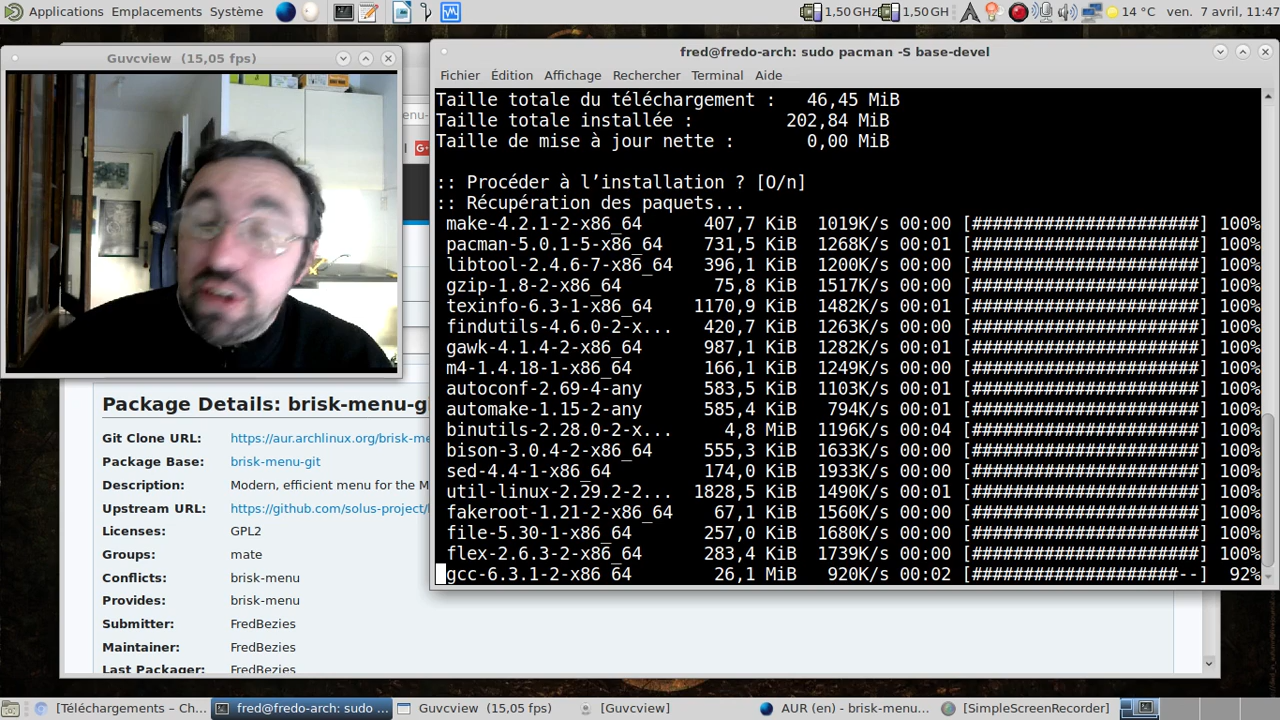 Applications Emplacements Système 1,50 GHz 1,50 GH 14 °C ven. 7 avril, 11:47
Guvcview (15,05 fps)
fred@fredo-arch: sudo pacman -S base-devel
Fichier Édition Affichage Rechercher Terminal Aide
Taille totale du téléchargement : 46,45 MiB
Taille totale installée : 202,84 MiB
Taille de mise à jour nette : 0,00 MiB
:: Procéder à l’installation ? [O/n]
:: Récupération des paquets...
make-4.2.1-2-x86_64 407,7 KiB 1019K/s 00:00 [######################] 100%
pacman-5.0.1-5-x86_64 731,5 KiB 1268K/s 00:01 [######################] 100%
libtool-2.4.6-7-x86_64 396,1 KiB 1200K/s 00:00 [######################] 100%
gzip-1.8-2-x86_64 75,8 KiB 1517K/s 00:00 [######################] 100%
texinfo-6.3-1-x86_64 1170,9 KiB 1482K/s 00:01 [######################] 100%
findutils-4.6.0-2-x... 420,7 KiB 1263K/s 00:00 [######################] 100%
gawk-4.1.4-2-x86_64 987,1 KiB 1282K/s 00:01 [######################] 100%
m4-1.4.18-1-x86_64 166,1 KiB 1249K/s 00:00 [######################] 100%
autoconf-2.69-4-any 583,5 KiB 1103K/s 00:01 [######################] 100%
automake-1.15-2-any 585,4 KiB 794K/s 00:01 [######################] 100%
binutils-2.28.0-2-x... 4,8 MiB 1196K/s 00:04 [######################] 100%
bison-3.0.4-2-x86_64 555,3 KiB 1633K/s 00:00 [######################] 100%
sed-4.4-1-x86_64 174,0 KiB 1933K/s 00:00 [######################] 100%
util-linux-2.29.2-2... 1828,5 KiB 1490K/s 00:01 [######################] 100%
fakeroot-1.21-2-x86_64 67,1 KiB 1560K/s 00:00 [######################] 100%
file-5.30-1-x86_64 257,0 KiB 1680K/s 00:00 [######################] 100%
flex-2.6.3-2-x86_64 283,4 KiB 1739K/s 00:00 [######################] 100%
gcc-6.3.1-2-x86_64 26,1 MiB 920K/s 00:02 [####################--] 92%
Package Details: brisk-menu-gi
Git Clone URL: https://aur.archlinux.org/brisk-me
Package Base: brisk-menu-git
Description: Modern, efficient menu for the M
Upstream URL: https://github.com/solus-project/
Licenses: GPL2
Groups: mate
Conflicts: brisk-menu
Provides: brisk-menu
Submitter: FredBezies
Maintainer: FredBezies
Last Packager: FredBezies
[Téléchargements – Ch... fred@fredo-arch: sudo ... Guvcview (15,05 fps) [Guvcview] AUR (en) - brisk-menu... [SimpleScreenRecorder]